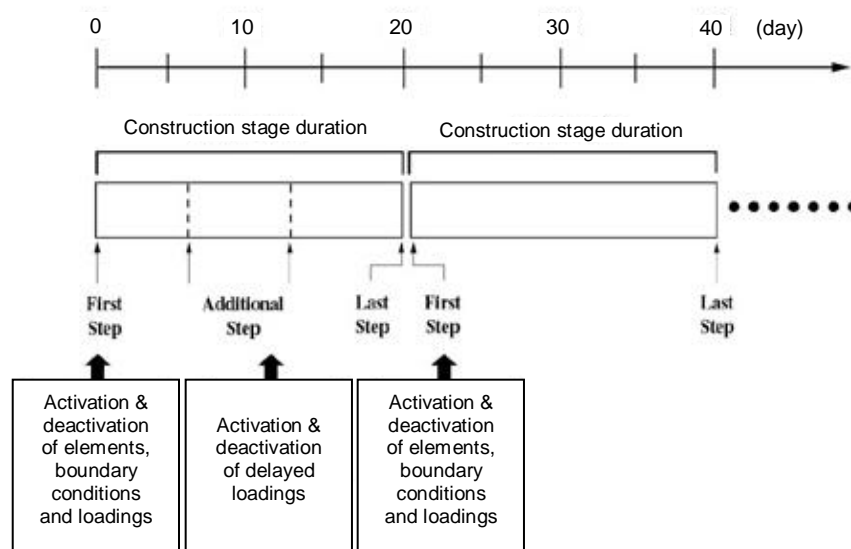 0 10 20 30 40 (day)
Construction stage duration
Construction stage duration
First
Step
Additional
Step
Last
Step
First
Step
Last
Step
Activation &
deactivation
of elements,
boundary
conditions
and loadings
Activation &
deactivation
of delayed
loadings
Activation &
deactivation
of elements,
boundary
conditions
and loadings